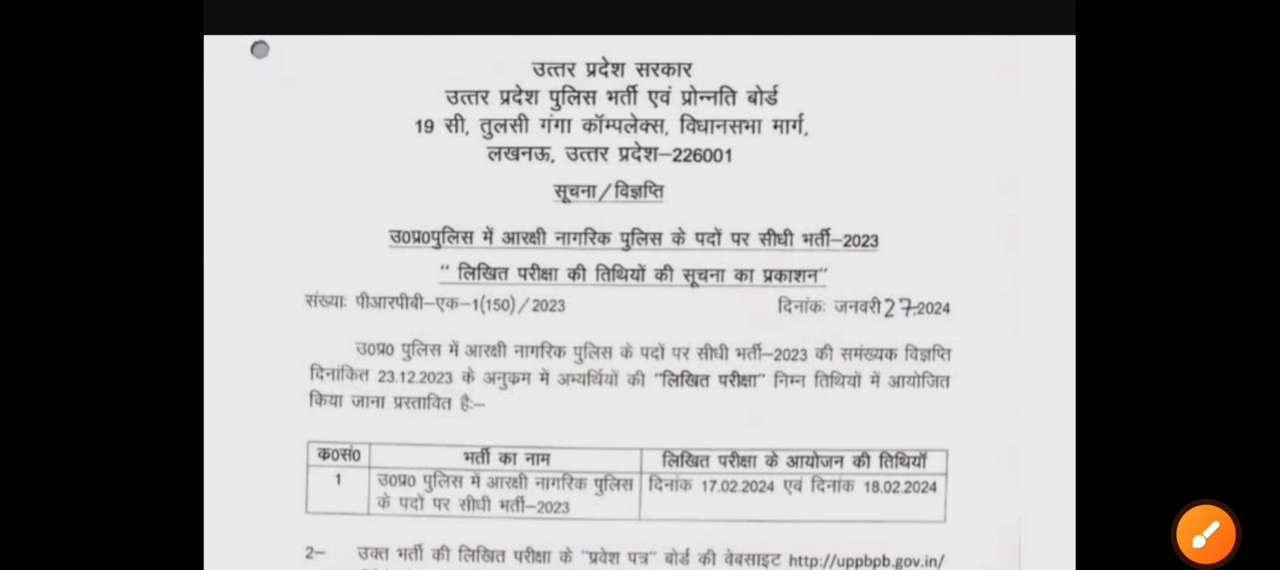 उत्तर प्रदेश सरकार
उत्तर प्रदेश पुलिस भर्ती एवं प्रोन्नति बोर्ड
19 सी, तुलसी गंगा कॉम्पलेक्स, विधानसभा मार्ग,
लखनऊ, उत्तर प्रदेश–226001
सूचना/विज्ञप्ति
उ0प्र0पुलिस में आरक्षी नागरिक पुलिस के पदों पर सीधी भर्ती–2023
" लिखित परीक्षा की तिथियों की सूचना का प्रकाशन"
संख्याः पीआरपीबी–एक–1(150)/2023 दिनांकः जनवरी 27,2024
उ0प्र0 पुलिस में आरक्षी नागरिक पुलिस के पदों पर सीधी भर्ती–2023 की समंख्यक विज्ञप्ति
दिनांकित 23.12.2023 के अनुकम में अभ्यर्थियों की "लिखित परीक्षा" निम्न तिथियों में आयोजित
किया जाना प्रस्तावित हैः–
क0सं0 भर्ती का नाम लिखित परीक्षा के आयोजन की तिथियॉ
1 उ0प्र0 पुलिस में आरक्षी नागरिक पुलिस दिनांक 17.02.2024 एवं दिनांक 18.02.2024
के पदों पर सीधी भर्ती–2023
2– उक्त भर्ती की लिखित परीक्षा के "प्रवेश पत्र" बोर्ड की वेबसाइट http://uppbpb.gov.in/